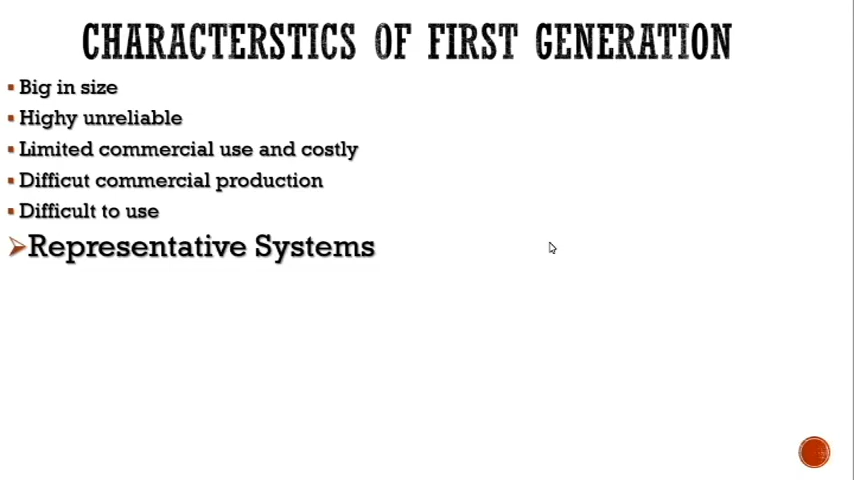 CHARACTERSTICS OF FIRST GENERATION
Big in size
Highy unreliable
Limited commercial use and costly
Difficut commercial production
Difficult to use
Representative Systems